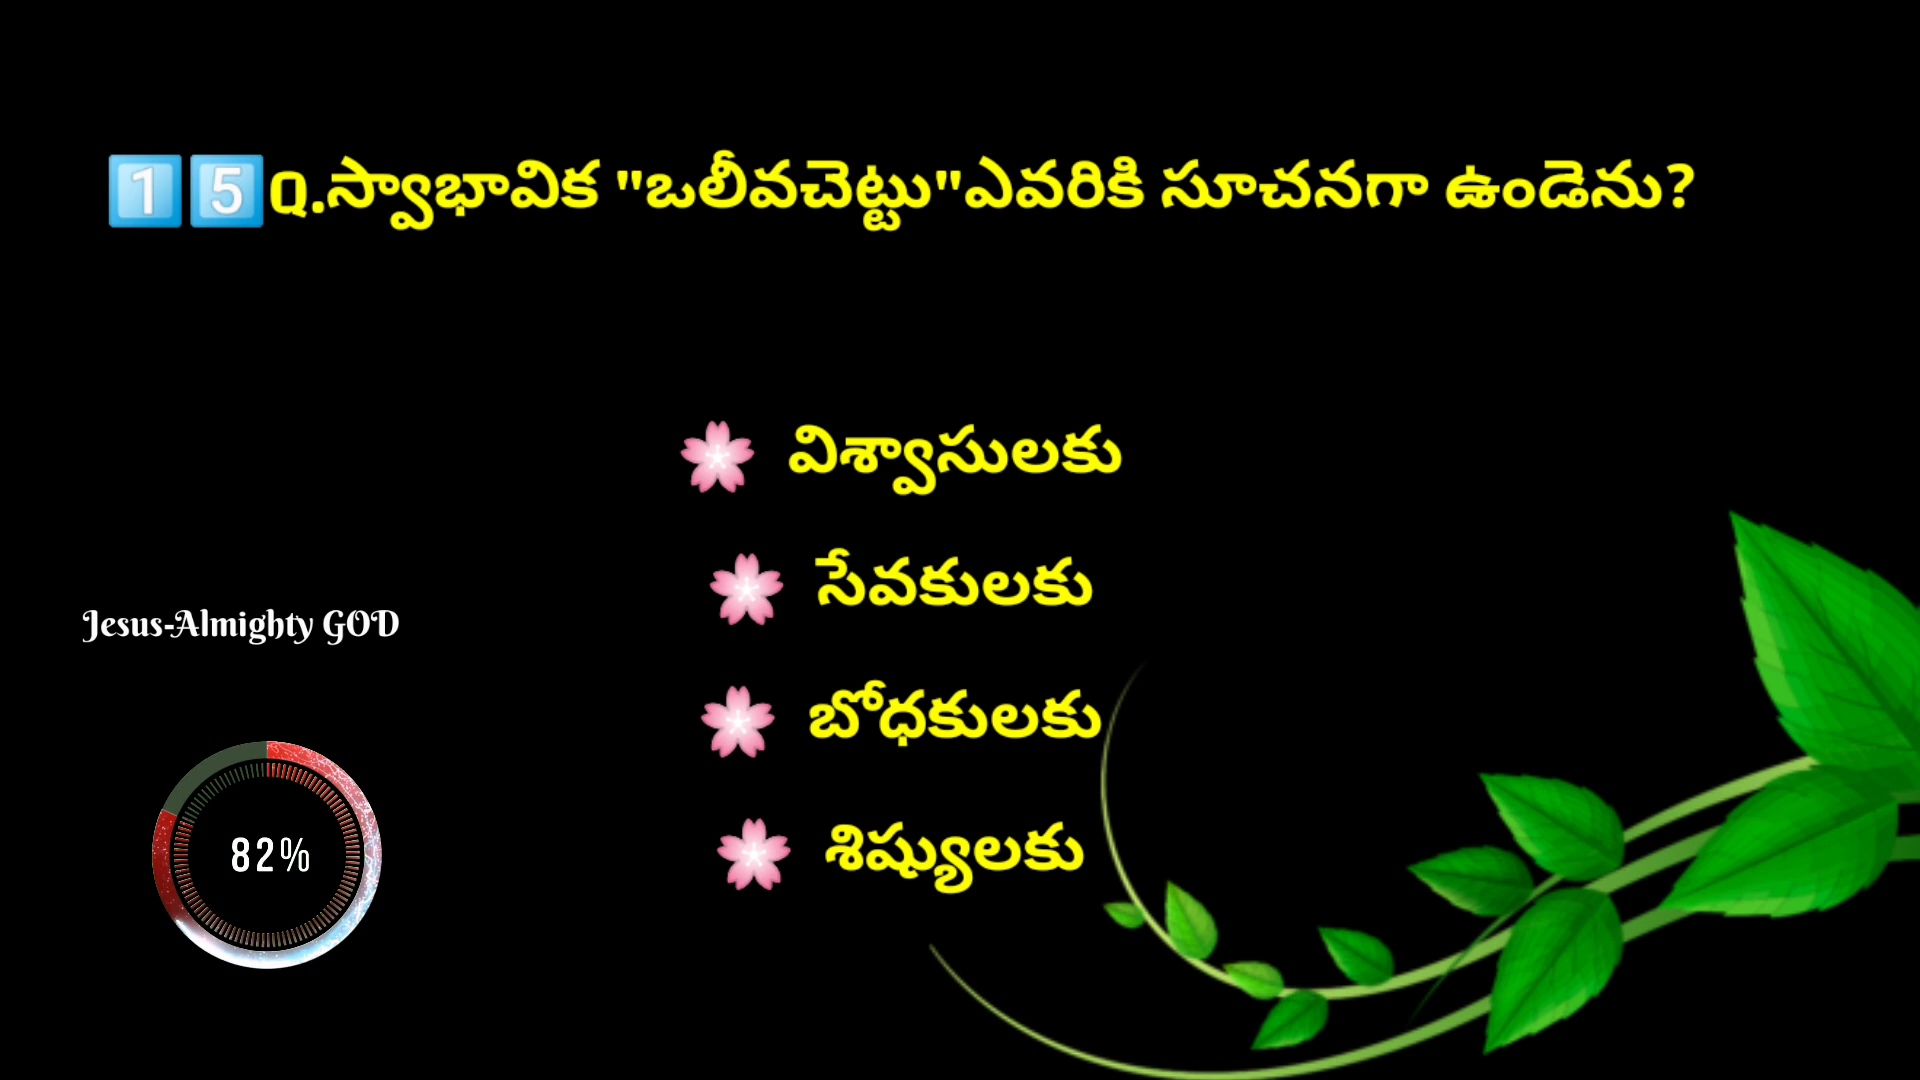 1️⃣5️⃣Q.స్వాభావిక "ఒలీవచెట్టు"ఎవరికి సూచనగా ఉండెను?
🌸 విశ్వాసులకు
🌸 సేవకులకు
🌸 బోధకులకు
🌸 శిష్యులకు
Jesus-Almighty GOD
82%